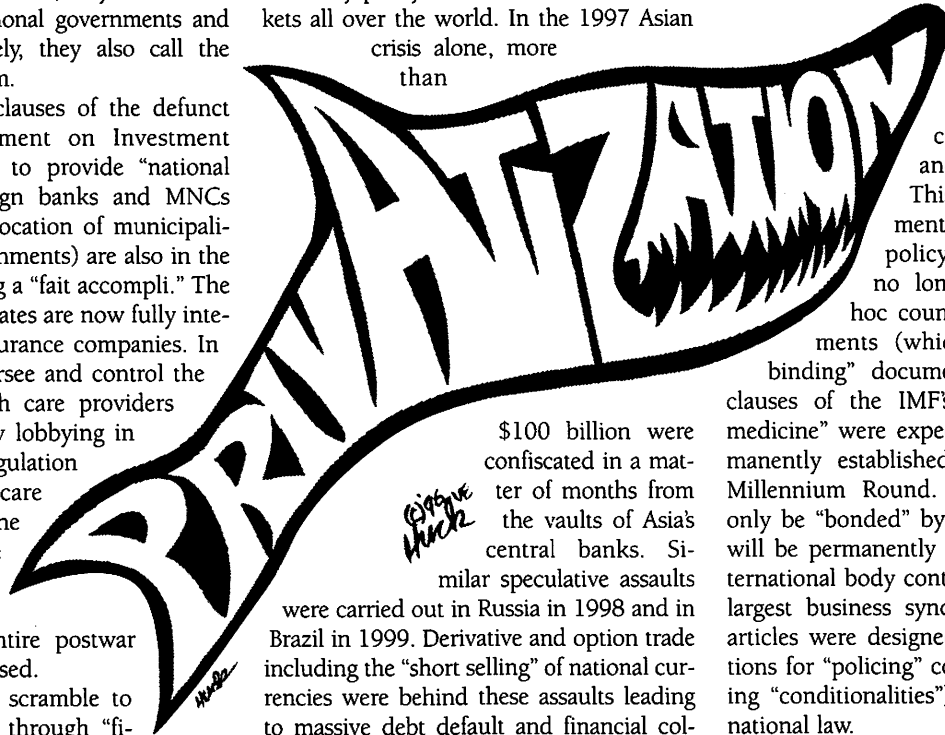 onal governments and
ely, they also call the
m.
clauses of the defunct
ment on Investment
to provide “national
gn banks and MNCs
ocation of municipali-
nments) are also in the
g a “fait accompli.” The
ates are now fully inte-
urance companies. In
rsee and control the
h care providers
y lobbying in
gulation
care
ne
ntire postwar
sed.
scramble to
through “fi-
kets all over the world. In the 1997 Asian
crisis alone, more
than
PRIVATIZATION
$100 billion were
confiscated in a mat-
ter of months from
the vaults of Asia’s
central banks. Si-
milar speculative assaults
were carried out in Russia in 1998 and in
Brazil in 1999. Derivative and option trade
including the “short selling” of national cur-
rencies were behind these assaults leading
to massive debt default and financial col-
Huck
Huck
c
an
Thi
ment
policy
no lon
hoc coun
ments (whic
binding” docume
clauses of the IMF’s
medicine” were expe
manently established
Millennium Round.
only be “bonded” by
will be permanently
ternational body cont
largest business sync
articles were designe
tions for “policing” co
ing “conditionalities”)
national law.